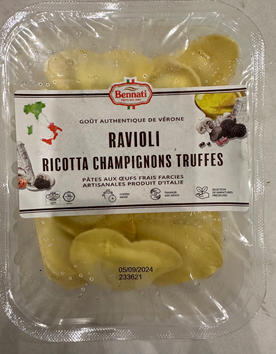 Bennati
GOÛT AUTHENTIQUE DE VÉRONE
RAVIOLI
RICOTTA CHAMPIGNONS TRUFFES
PÂTES AUX ŒUFS FRAIS FARCIES
ARTISANALES PRODUIT D'ITALIE
05/09/2024
233621